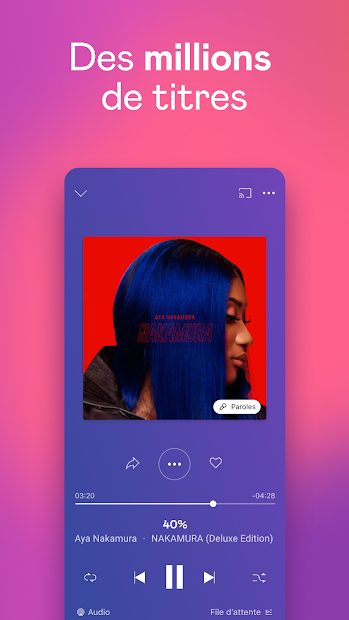 Des millions
de titres
AYA NAKAMURA
NAKAMURA
Paroles
03:20
-04:28
40%
Aya Nakamura · NAKAMURA (Deluxe Edition)
Audio
File d'attente